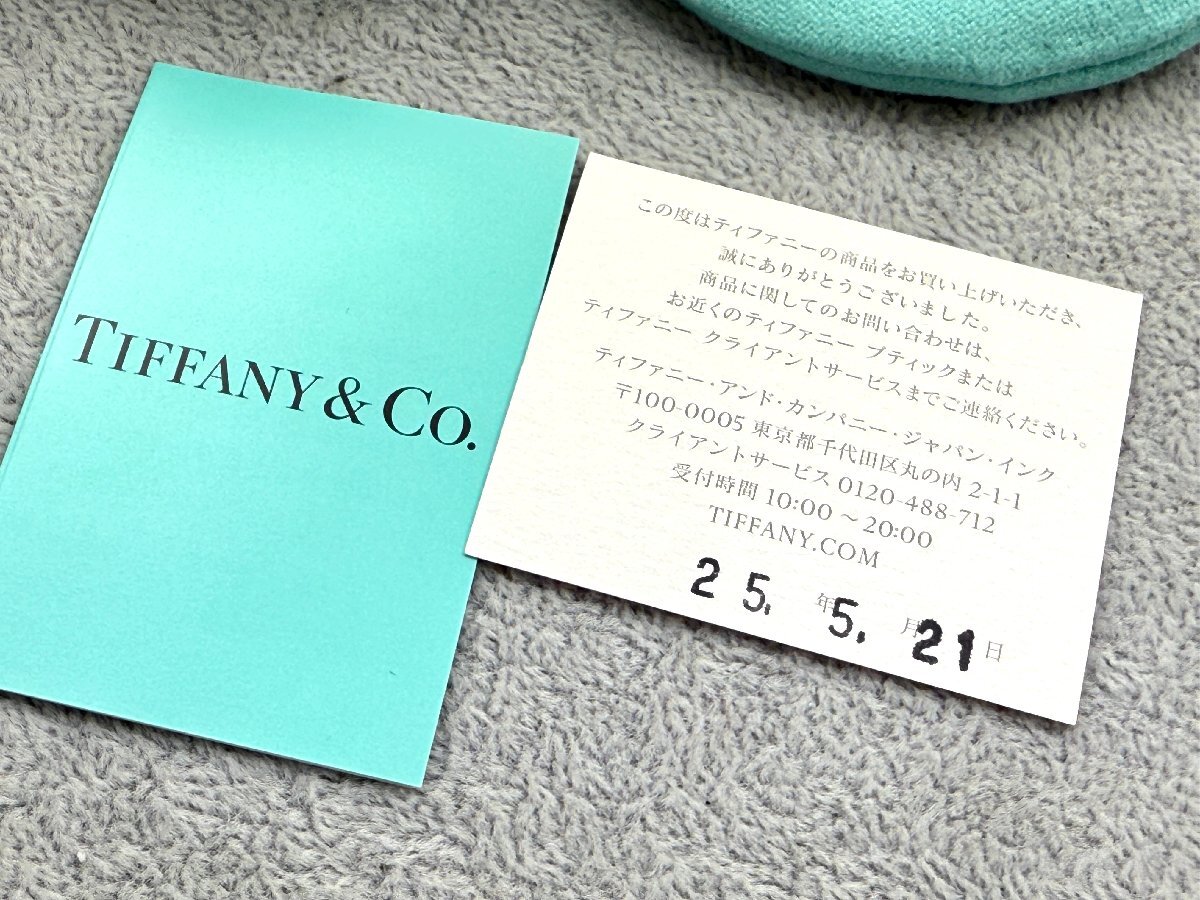 TIFFANY & CO.
この度はティファニーの商品をお買い上げいただき、
誠にありがとうございました。
商品に関してのお問い合わせは、
お近くのティファニー ブティックまたは
ティファニー クライアントサービスまでご連絡ください。
ティファニー・アンド・カンパニー・ジャパン・インク
〒100-0005 東京都千代田区丸の内 2-1-1
クライアントサービス 0120-488-712
受付時間 10:00 ～ 20:00
TIFFANY.COM
25. 年 5. 月 21 日